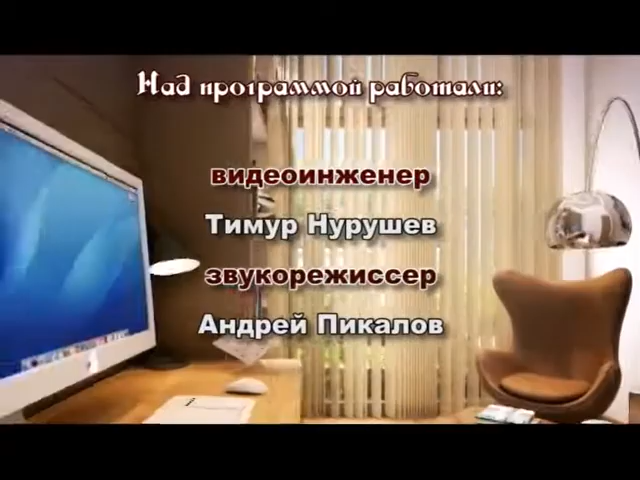 Над программой работали:
видеоинженер
Тимур Нурушев
звукорежиссер
Андрей Пикалов